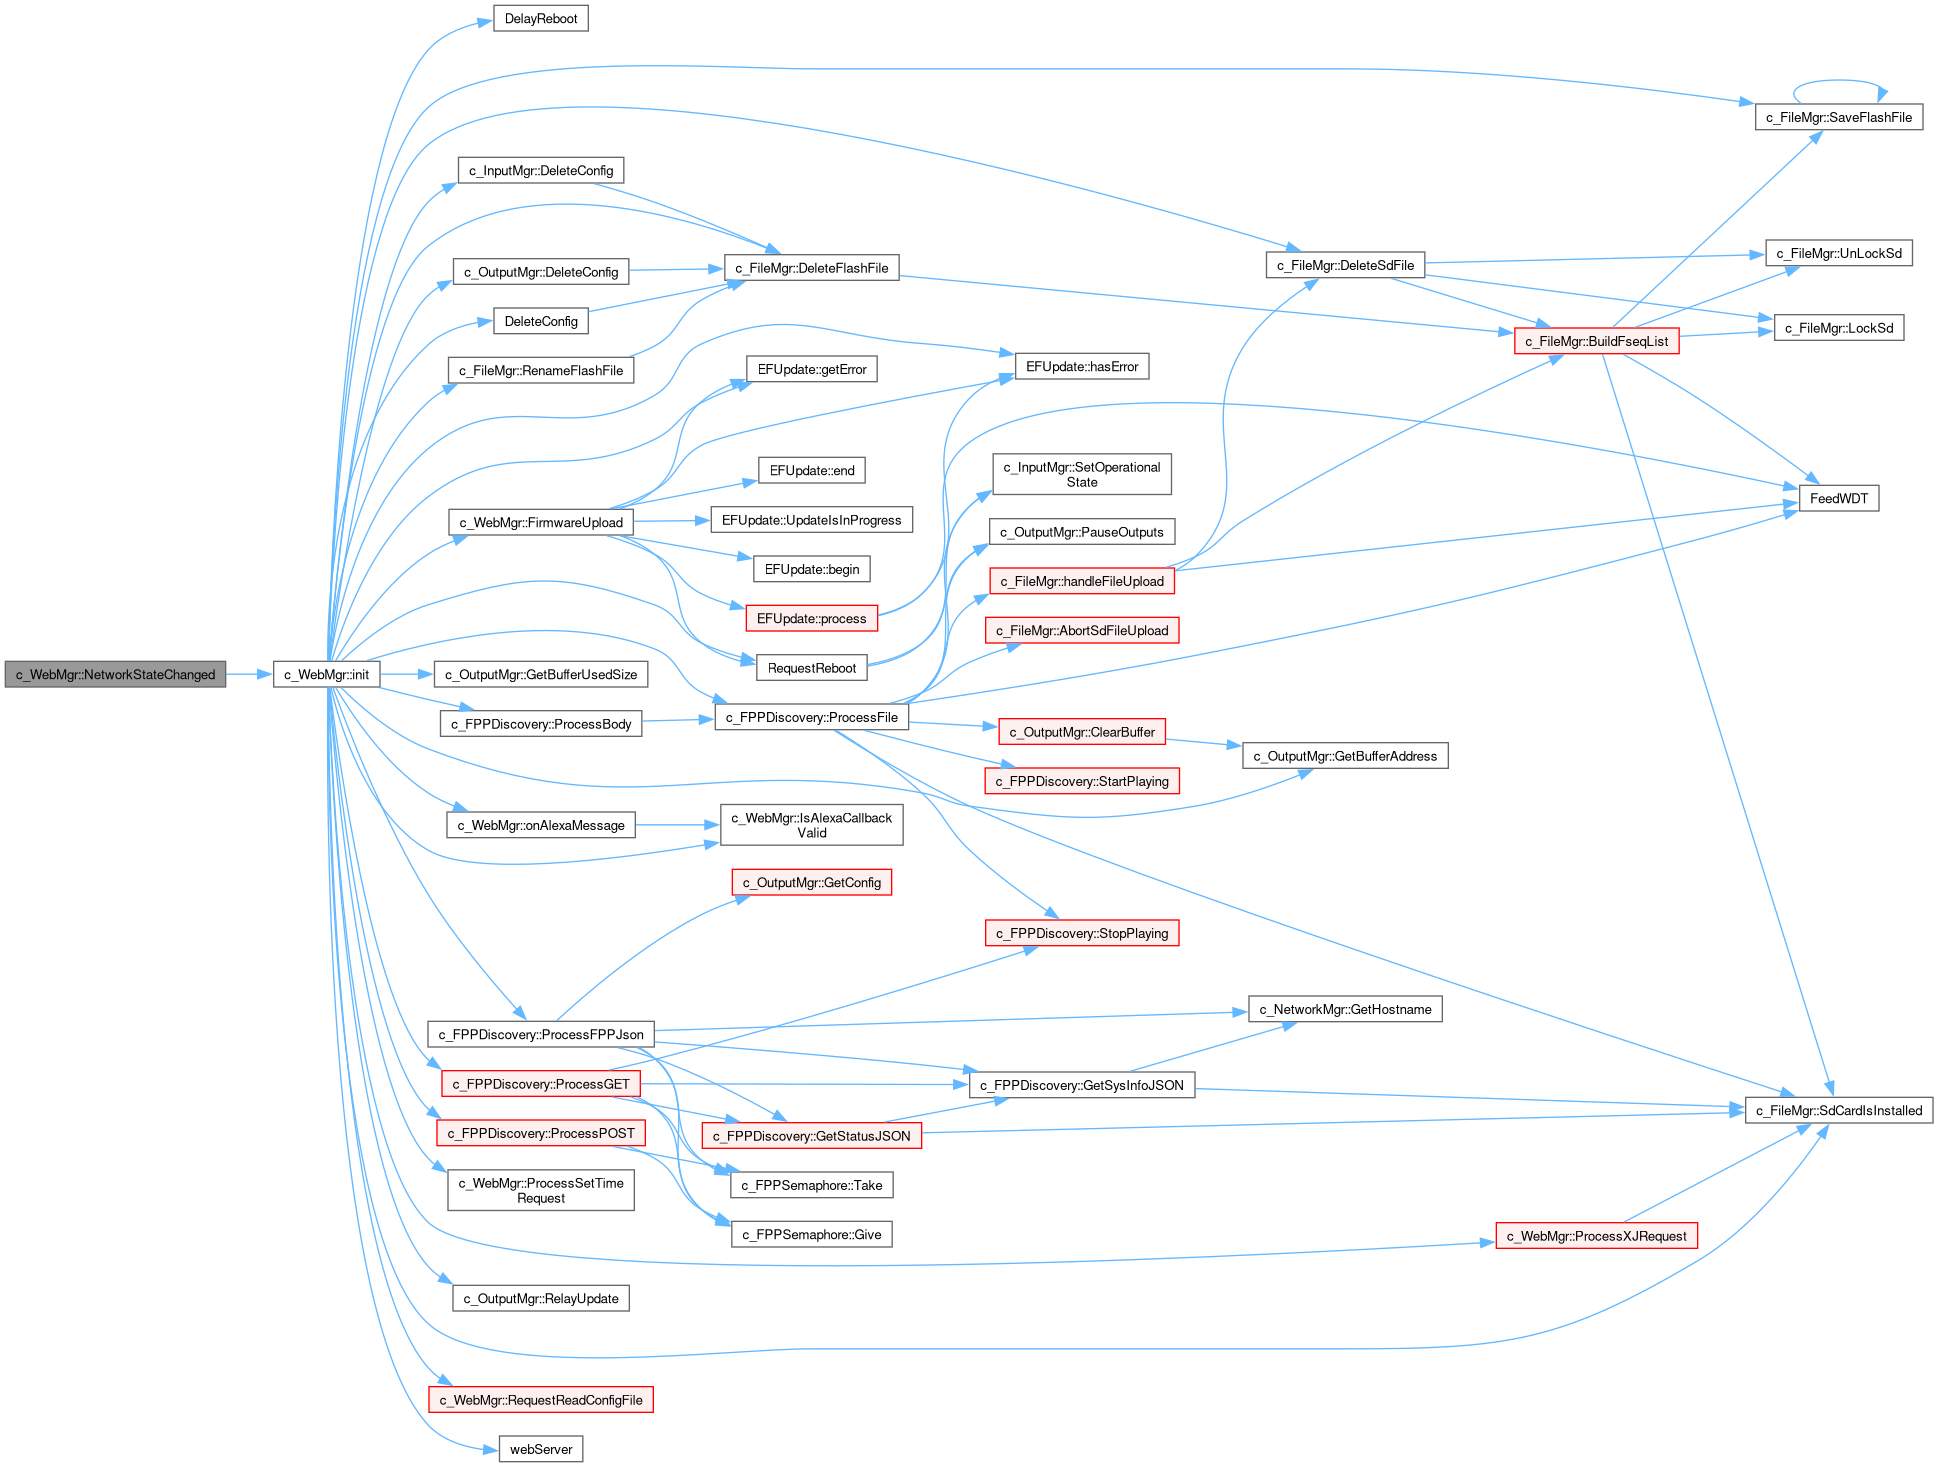 c_WebMgr::NetworkStateChanged
c_WebMgr::init
DelayReboot
c_InputMgr::DeleteConfig
c_OutputMgr::DeleteConfig
DeleteConfig
c_FileMgr::RenameFlashFile
c_WebMgr::FirmwareUpload
c_OutputMgr::GetBufferUsedSize
c_FPPDiscovery::ProcessBody
c_WebMgr::onAlexaMessage
c_FPPDiscovery::ProcessFPPJson
c_FPPDiscovery::ProcessGET
c_FPPDiscovery::ProcessPOST
c_WebMgr::ProcessSetTime
Request
c_OutputMgr::RelayUpdate
c_WebMgr::RequestReadConfigFile
webServer
c_FileMgr::DeleteFlashFile
EFUpdate::getError
EFUpdate::end
EFUpdate::UpdateIsInProgress
EFUpdate::begin
EFUpdate::process
RequestReboot
c_FPPDiscovery::ProcessFile
c_WebMgr::IsAlexaCallback
Valid
c_OutputMgr::GetConfig
c_FPPDiscovery::GetStatusJSON
c_FPPSemaphore::Take
c_FPPSemaphore::Give
EFUpdate::hasError
c_InputMgr::SetOperational
State
c_OutputMgr::PauseOutputs
c_FileMgr::handleFileUpload
c_FileMgr::AbortSdFileUpload
c_OutputMgr::ClearBuffer
c_FPPDiscovery::StartPlaying
c_FPPDiscovery::StopPlaying
c_FPPDiscovery::GetSysInfoJSON
c_FileMgr::DeleteSdFile
c_OutputMgr::GetBufferAddress
c_NetworkMgr::GetHostname
c_FileMgr::BuildFseqList
c_WebMgr::ProcessXJRequest
c_FileMgr::SaveFlashFile
c_FileMgr::UnLockSd
c_FileMgr::LockSd
FeedWDT
c_FileMgr::SdCardIsInstalled